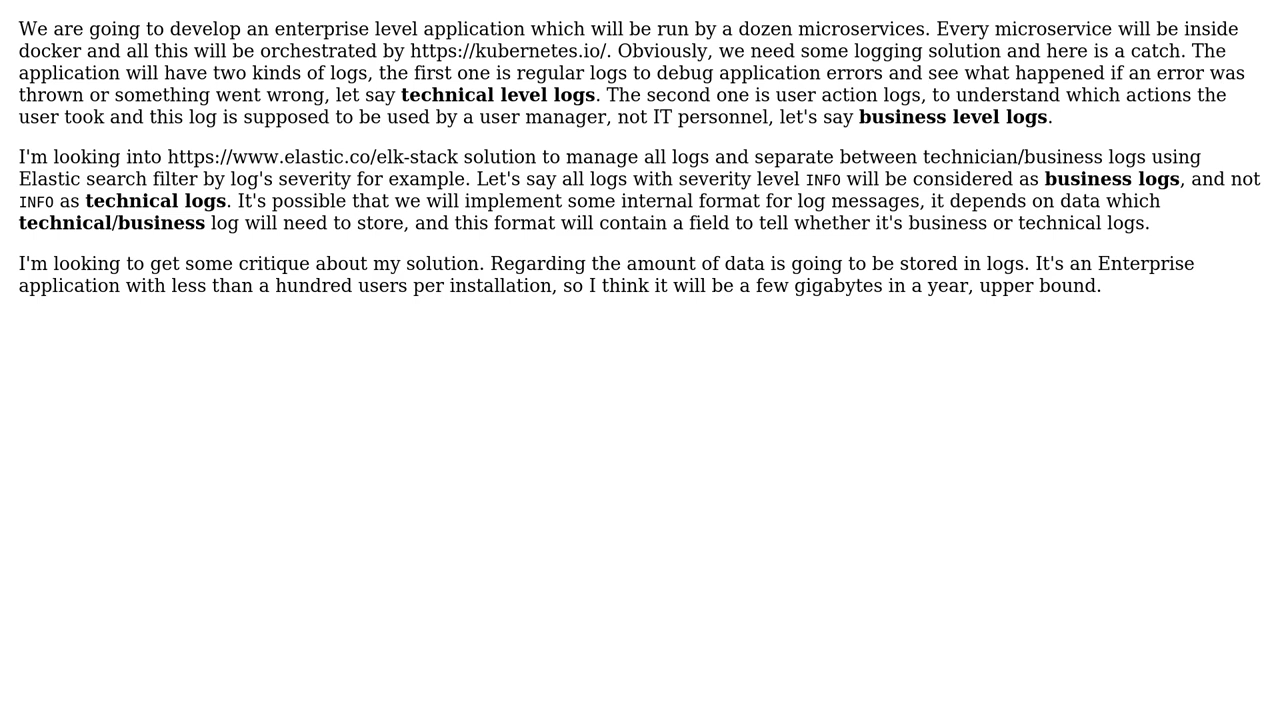 We are going to develop an enterprise level application which will be run by a dozen microservices. Every microservice will be inside
docker and all this will be orchestrated by https://kubernetes.io/. Obviously, we need some logging solution and here is a catch. The
application will have two kinds of logs, the first one is regular logs to debug application errors and see what happened if an error was
thrown or something went wrong, let say technical level logs. The second one is user action logs, to understand which actions the
user took and this log is supposed to be used by a user manager, not IT personnel, let's say business level logs.
I'm looking into https://www.elastic.co/elk-stack solution to manage all logs and separate between technician/business logs using
Elastic search filter by log's severity for example. Let's say all logs with severity level INFO will be considered as business logs, and not
INFO as technical logs. It's possible that we will implement some internal format for log messages, it depends on data which
technical/business log will need to store, and this format will contain a field to tell whether it's business or technical logs.
I'm looking to get some critique about my solution. Regarding the amount of data is going to be stored in logs. It's an Enterprise
application with less than a hundred users per installation, so I think it will be a few gigabytes in a year, upper bound.